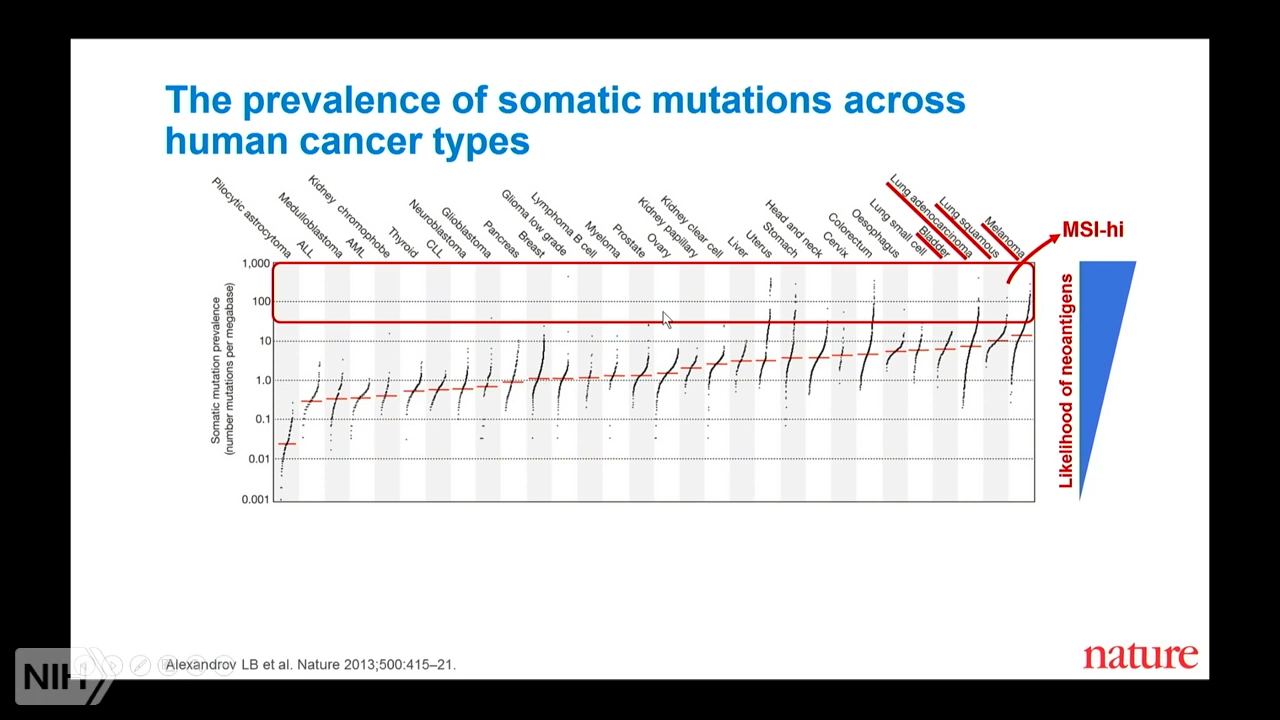 The prevalence of somatic mutations across
human cancer types
Pilocytic astrocytoma
ALL
Medulloblastoma
AML
Kidney chromophobe
Thyroid
CLL
Neuroblastoma
Glioblastoma
Pancreas
Breast
Glioma low grade
Lymphoma B cell
Myeloma
Prostate
Ovary
Kidney papillary
Kidney clear cell
Liver
Uterus
Stomach
Head and neck
Cervix
Colorectum
Oesophagus
Lung small cell
Bladder
Lung adenocarcinoma
Lung squamous
Melanoma
MSI-hi
Somatic mutation prevalence
(number mutations per megabase)
1,000
100
10
1.0
0.1
0.01
0.001
Likelihood of neoantigens
Alexandrov LB et al. Nature 2013;500:415–21.
nature
NIH